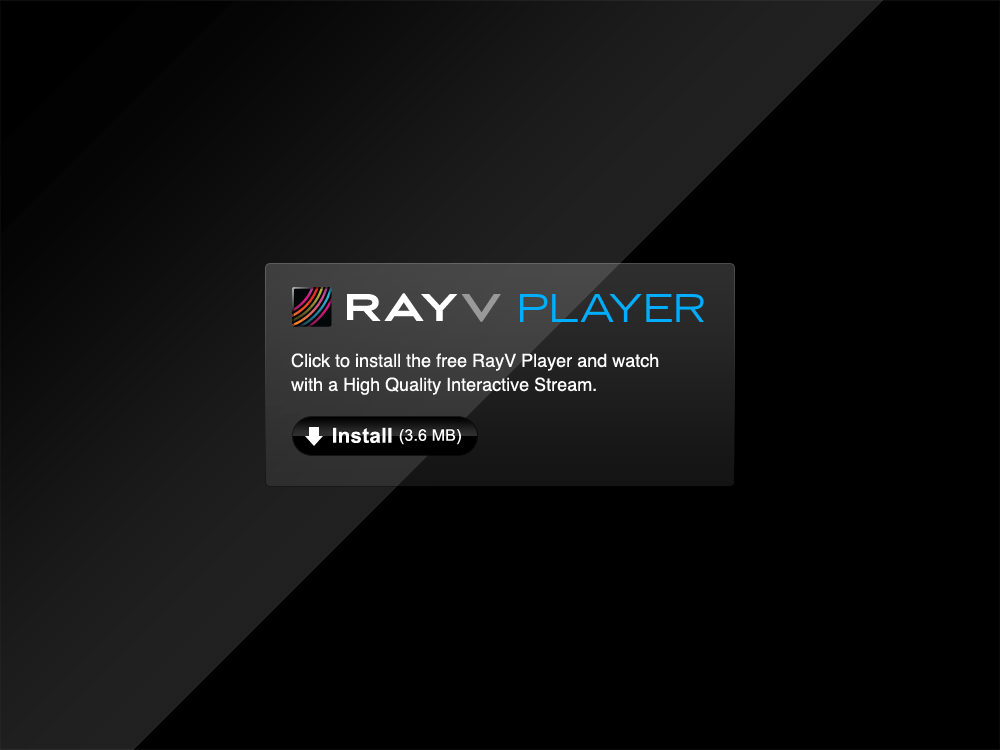 RAYV PLAYER
Click to install the free RayV Player and watch
with a High Quality Interactive Stream.
Install (3.6 MB)